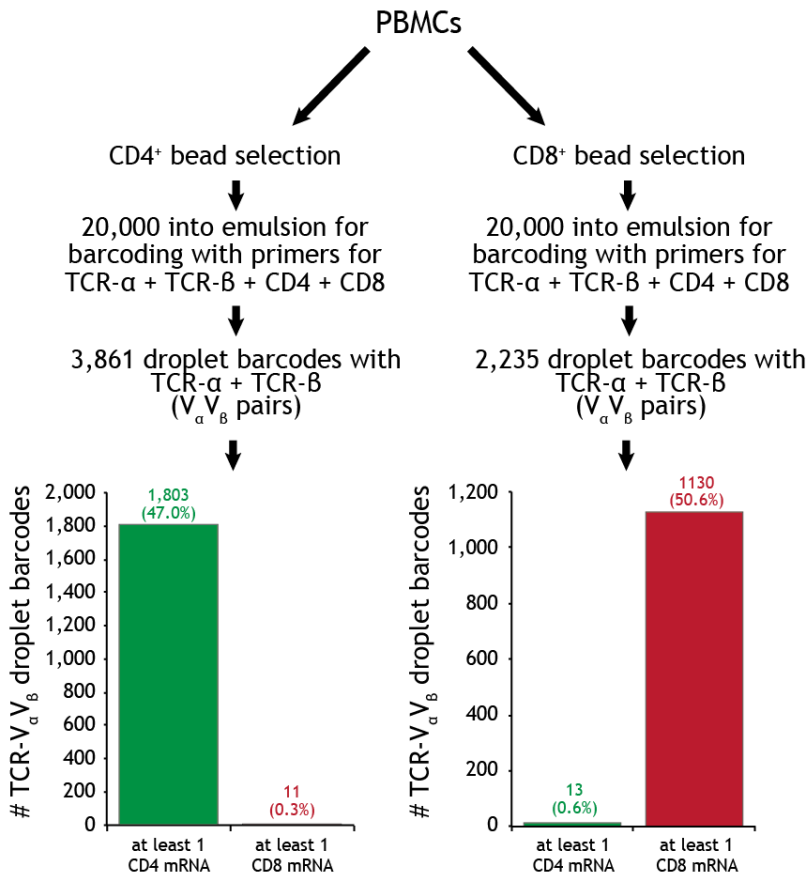 PBMCs
CD4⁺ bead selection
20,000 into emulsion for
barcoding with primers for
TCR-α + TCR-ß + CD4 + CD8
3,861 droplet barcodes with
TCR-α + TCR-ß
(VαVβ pairs)
# TCR-VαVβ droplet barcodes
2,000
1,800
1,600
1,400
1,200
1,000
800
600
400
200
0
1,803
(47.0%)
11
(0.3%)
at least 1
CD4 mRNA
at least 1
CD8 mRNA
CD8⁺ bead selection
20,000 into emulsion for
barcoding with primers for
TCR-α + TCR-ß + CD4 + CD8
2,235 droplet barcodes with
TCR-α + TCR-ß
(VαVβ pairs)
# TCR-VαVβ droplet barcodes
1,200
1,000
800
600
400
200
0
13
(0.6%)
1130
(50.6%)
at least 1
CD4 mRNA
at least 1
CD8 mRNA